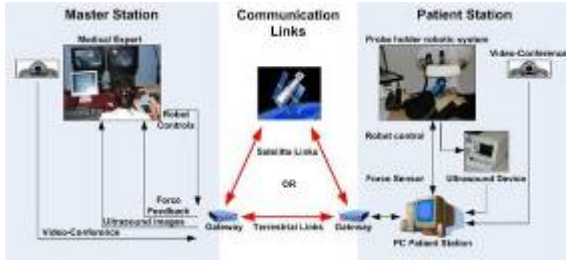 Master Station
Communication
Links
Patient Station
Medical Expert
Probe holder robotic system
Video-Conference
Robot
Controls
Satellite Links
OR
Robot control
Force Sensor
Ultrasound Device
Force
Feedback
Ultrasound images
Video-Conference
Gateway
Terrestrial Links
Gateway
PC Patient Station